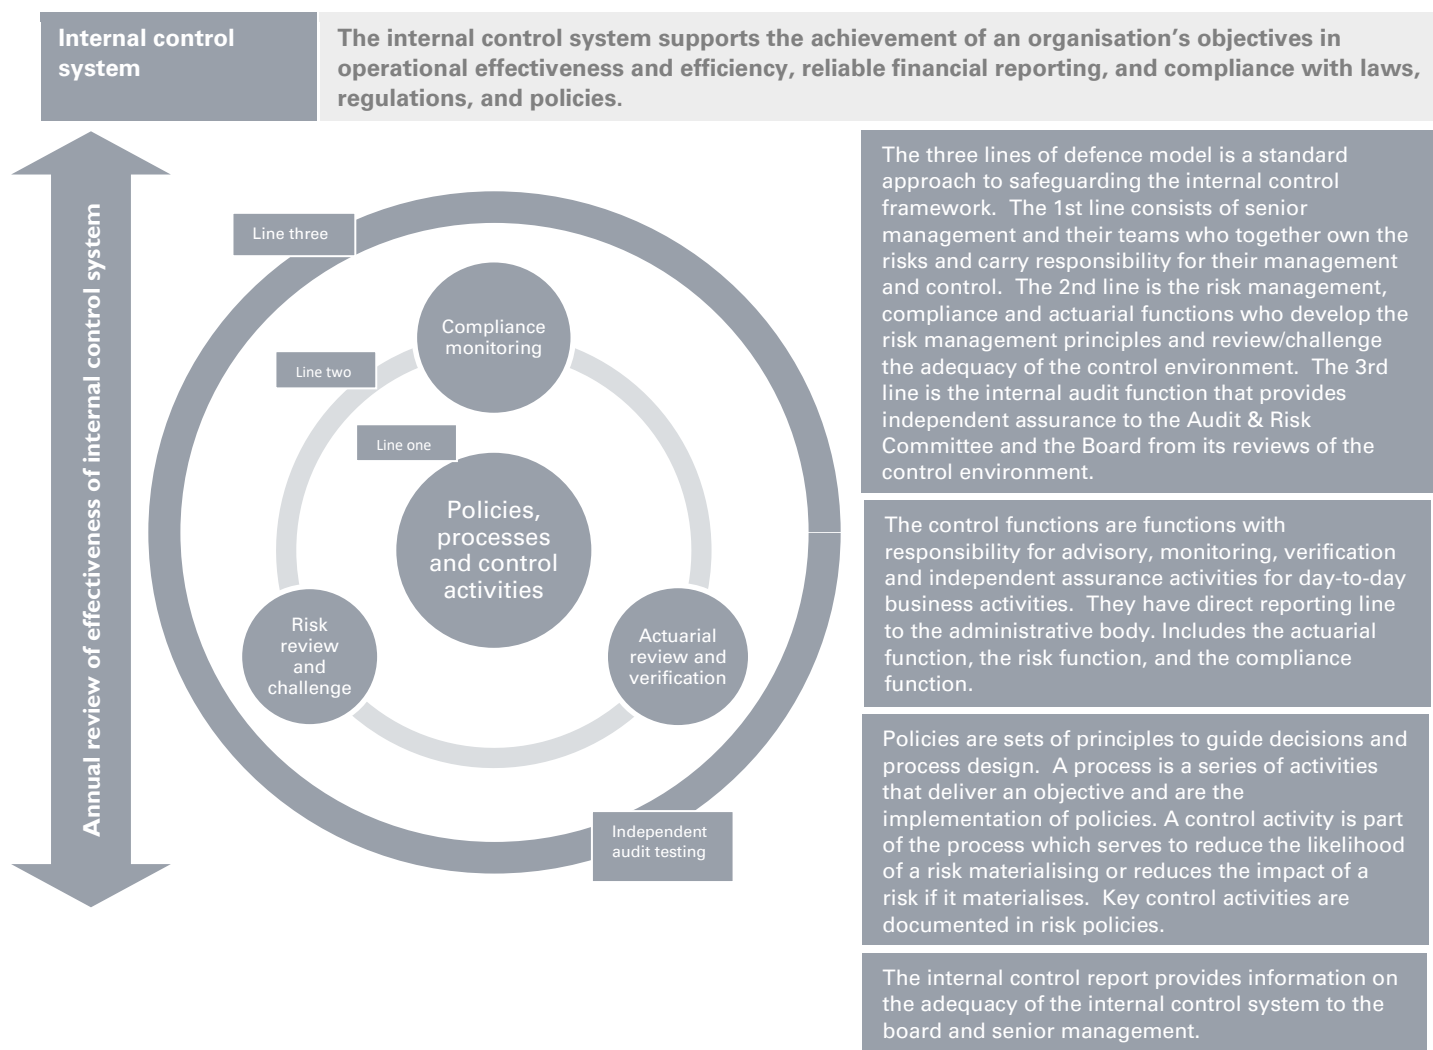 Internal control
system
The internal control system supports the achievement of an organisation’s objectives in
operational effectiveness and efficiency, reliable financial reporting, and compliance with laws,
regulations, and policies.
Annual review of effectiveness of internal control system
Line three
Compliance
monitoring
Line two
Line one
Policies,
processes
and control
activities
Risk
review
and
challenge
Actuarial
review and
verification
Independent
audit testing
The three lines of defence model is a standard
approach to safeguarding the internal control
framework.  The 1st line consists of senior
management and their teams who together own the
risks and carry responsibility for their management
and control.  The 2nd line is the risk management,
compliance and actuarial functions who develop the
risk management principles and review/challenge
the adequacy of the control environment.  The 3rd
line is the internal audit function that provides
independent assurance to the Audit & Risk
Committee and the Board from its reviews of the
control environment.
The control functions are functions with
responsibility for advisory, monitoring, verification
and independent assurance activities for day-to-day
business activities.  They have direct reporting line
to the administrative body. Includes the actuarial
function, the risk function, and the compliance
function.
Policies are sets of principles to guide decisions and
process design.  A process is a series of activities
that deliver an objective and are the
implementation of policies. A control activity is part
of the process which serves to reduce the likelihood
of a risk materialising or reduces the impact of a
risk if it materialises.  Key control activities are
documented in risk policies.
The internal control report provides information on
the adequacy of the internal control system to the
board and senior management.